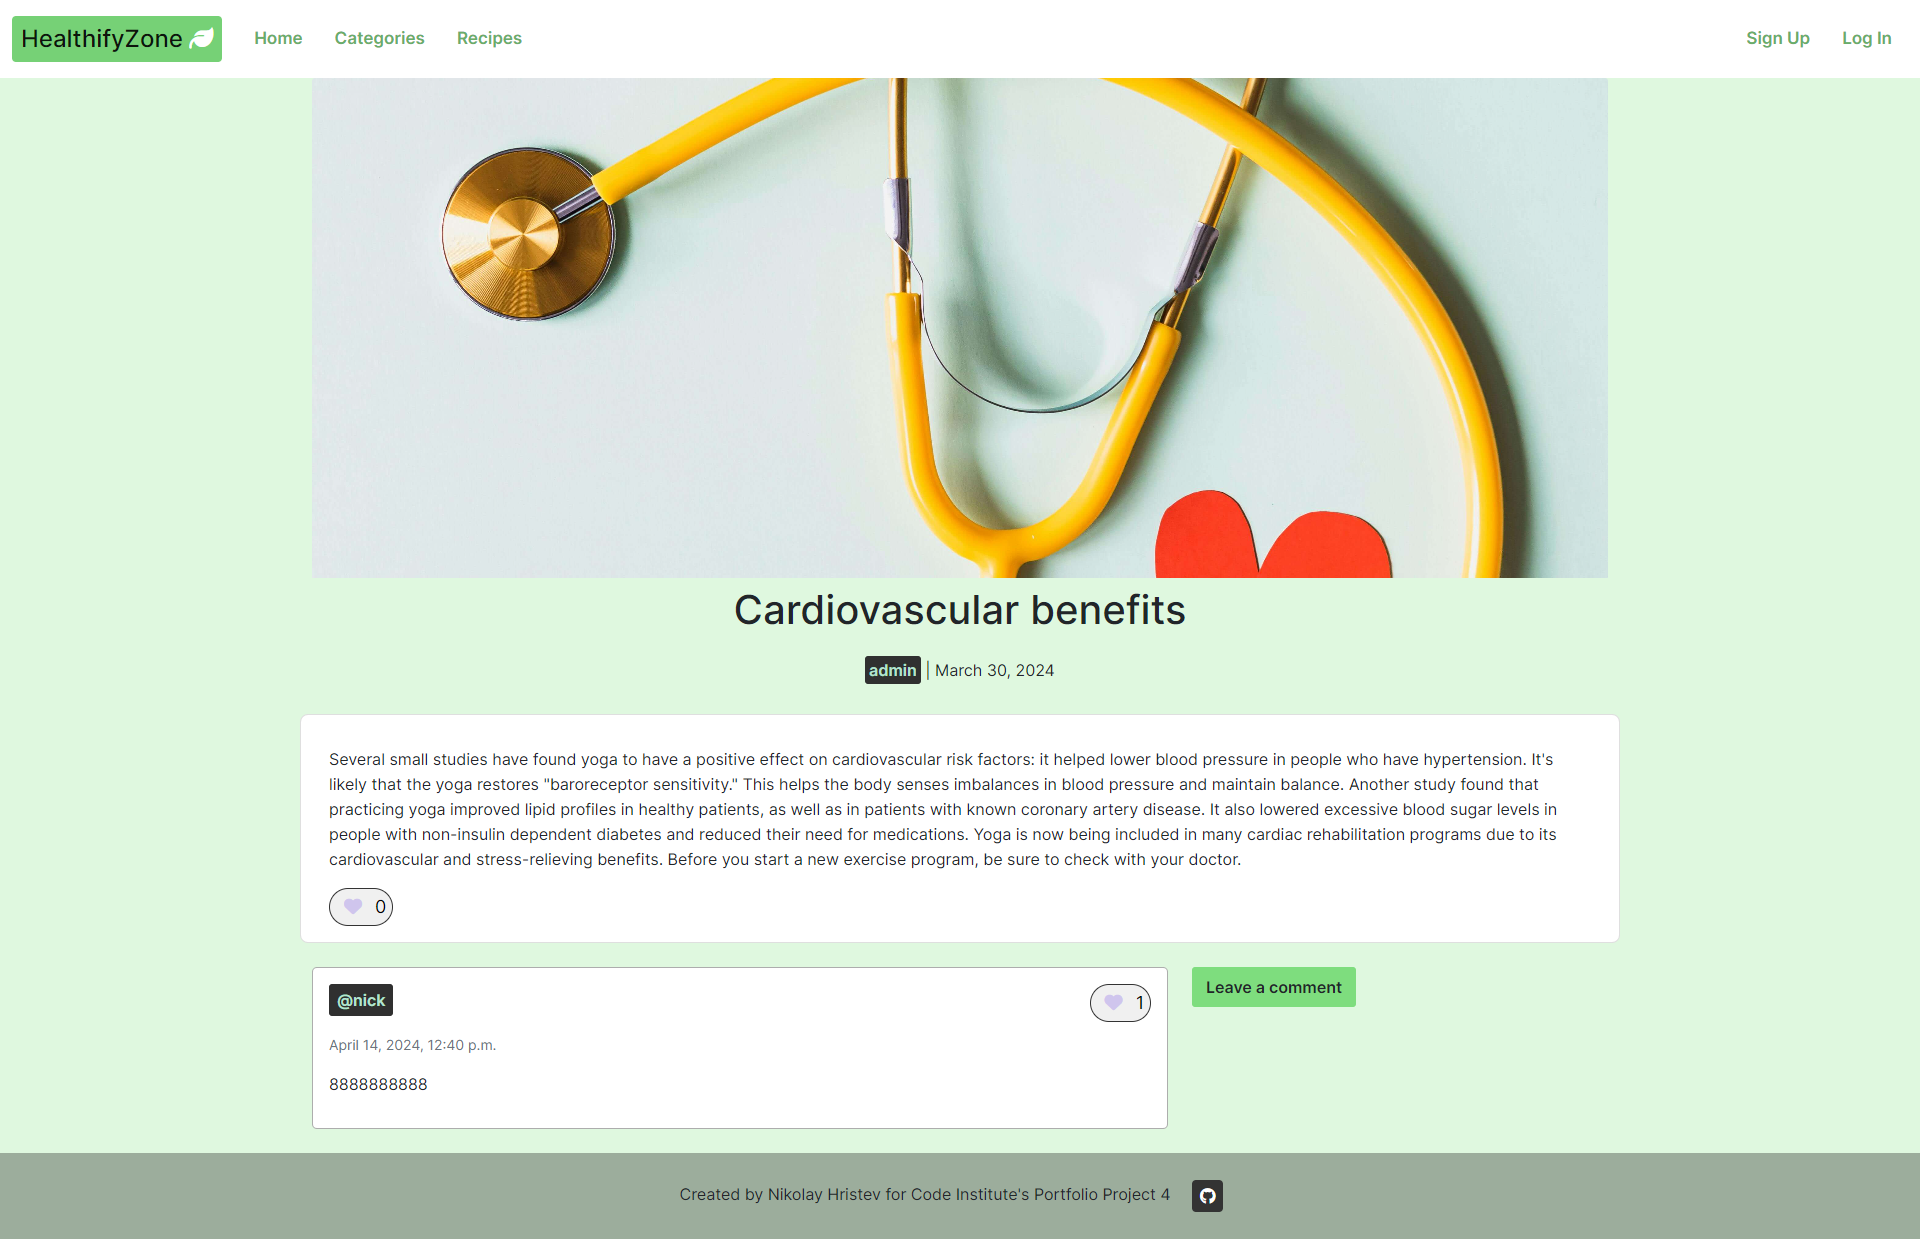 HealthifyZone
Home
Categories
Recipes
Sign Up
Log In
Cardiovascular benefits
admin | March 30, 2024
Several small studies have found yoga to have a positive effect on cardiovascular risk factors: it helped lower blood pressure in people who have hypertension. It's
likely that the yoga restores "baroreceptor sensitivity." This helps the body senses imbalances in blood pressure and maintain balance. Another study found that
practicing yoga improved lipid profiles in healthy patients, as well as in patients with known coronary artery disease. It also lowered excessive blood sugar levels in
people with non-insulin dependent diabetes and reduced their need for medications. Yoga is now being included in many cardiac rehabilitation programs due to its
cardiovascular and stress-relieving benefits. Before you start a new exercise program, be sure to check with your doctor.
0
@nick
1
April 14, 2024, 12:40 p.m.
8888888888
Leave a comment
Created by Nikolay Hristev for Code Institute's Portfolio Project 4